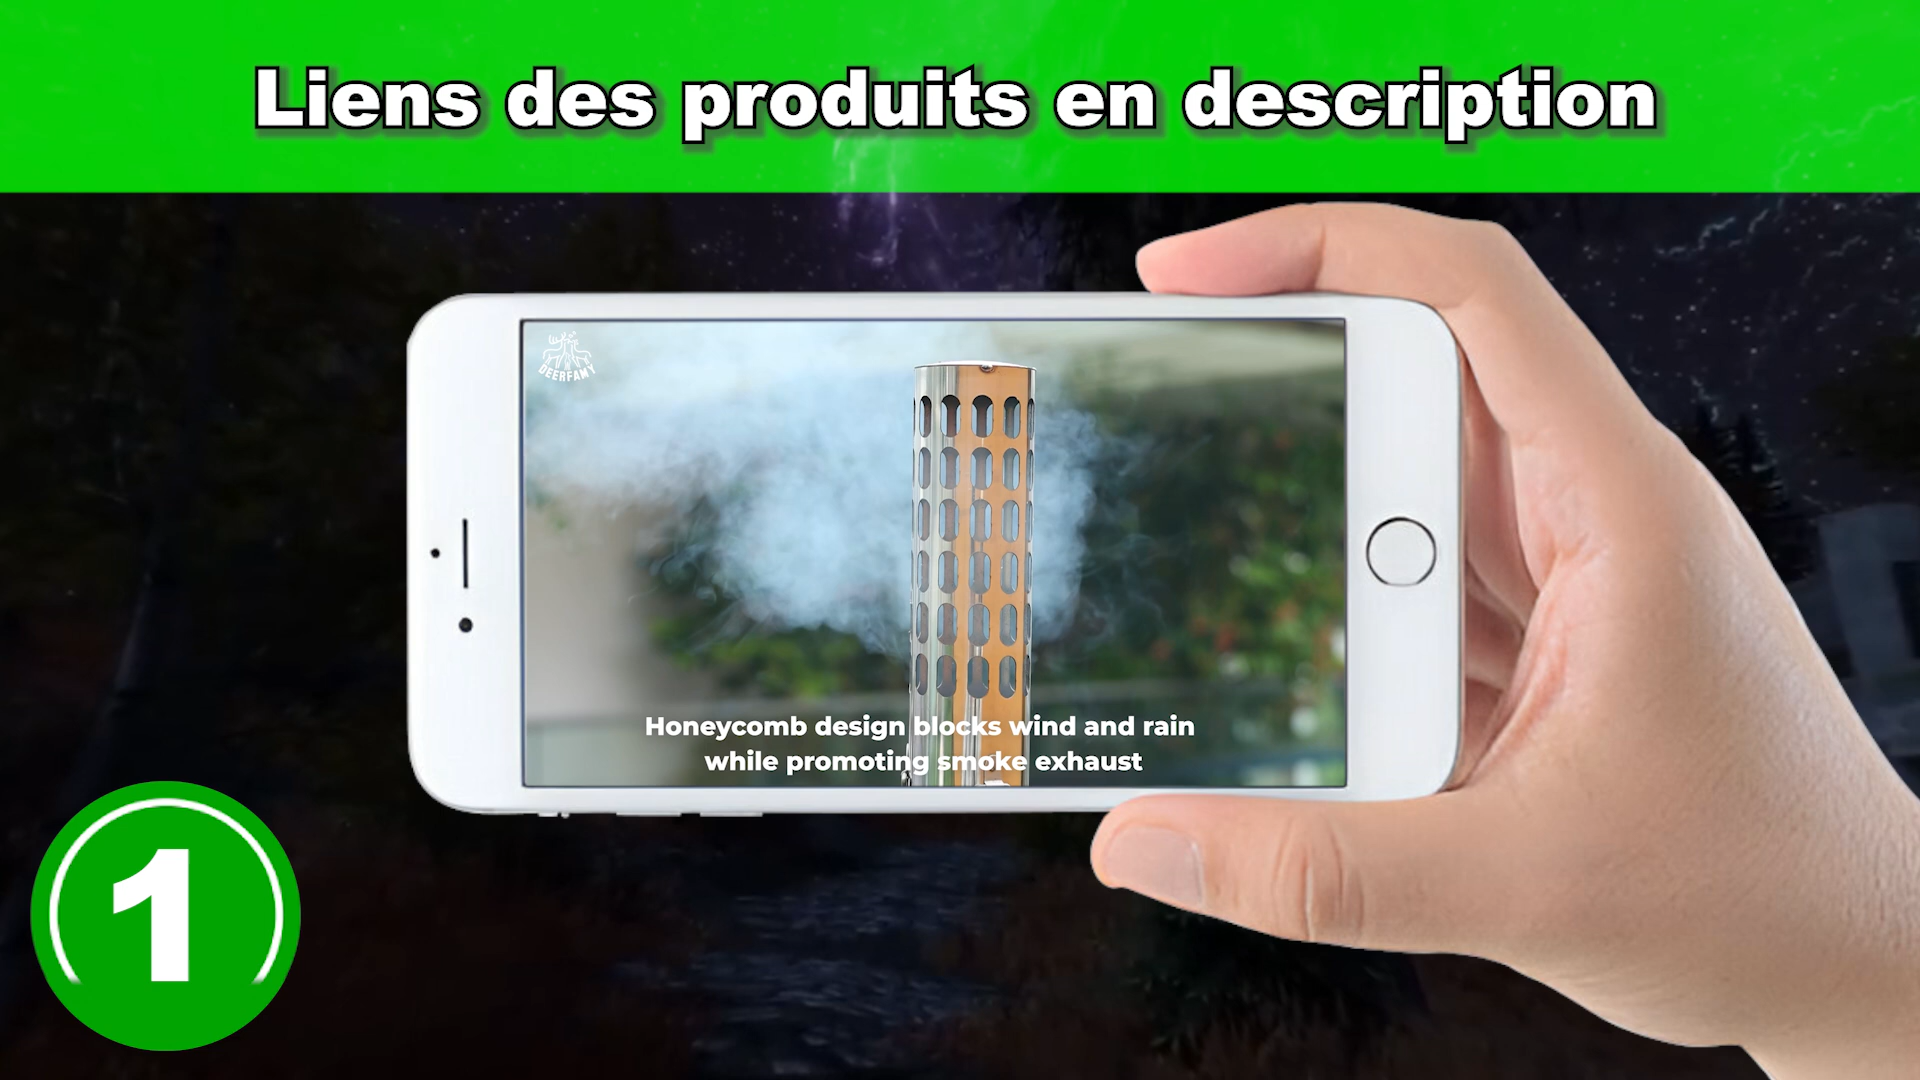 Liens des produits en description
DEERFAMY
Honeycomb design blocks wind and rain
while promoting smoke exhaust
1